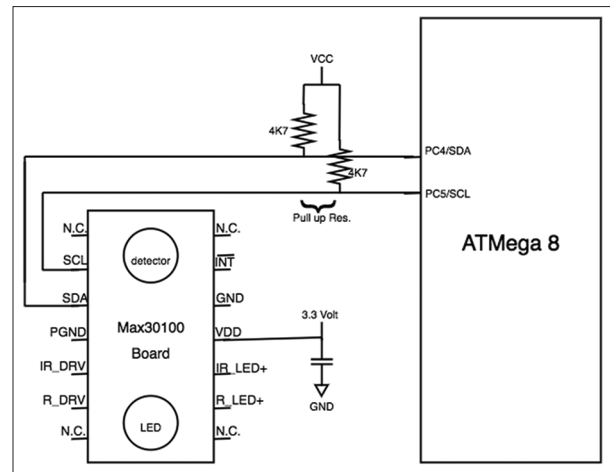 VCC
4K7
4K7
PC4/SDA
PC5/SCL
Pull up Res.
ATMega 8
N.C.
SCL
SDA
PGND
IR_DRV
R_DRV
N.C.
detector
Max30100
Board
LED
N.C.
INT
GND
VDD
IR_LED+
R_LED+
N.C.
3.3 Volt
GND